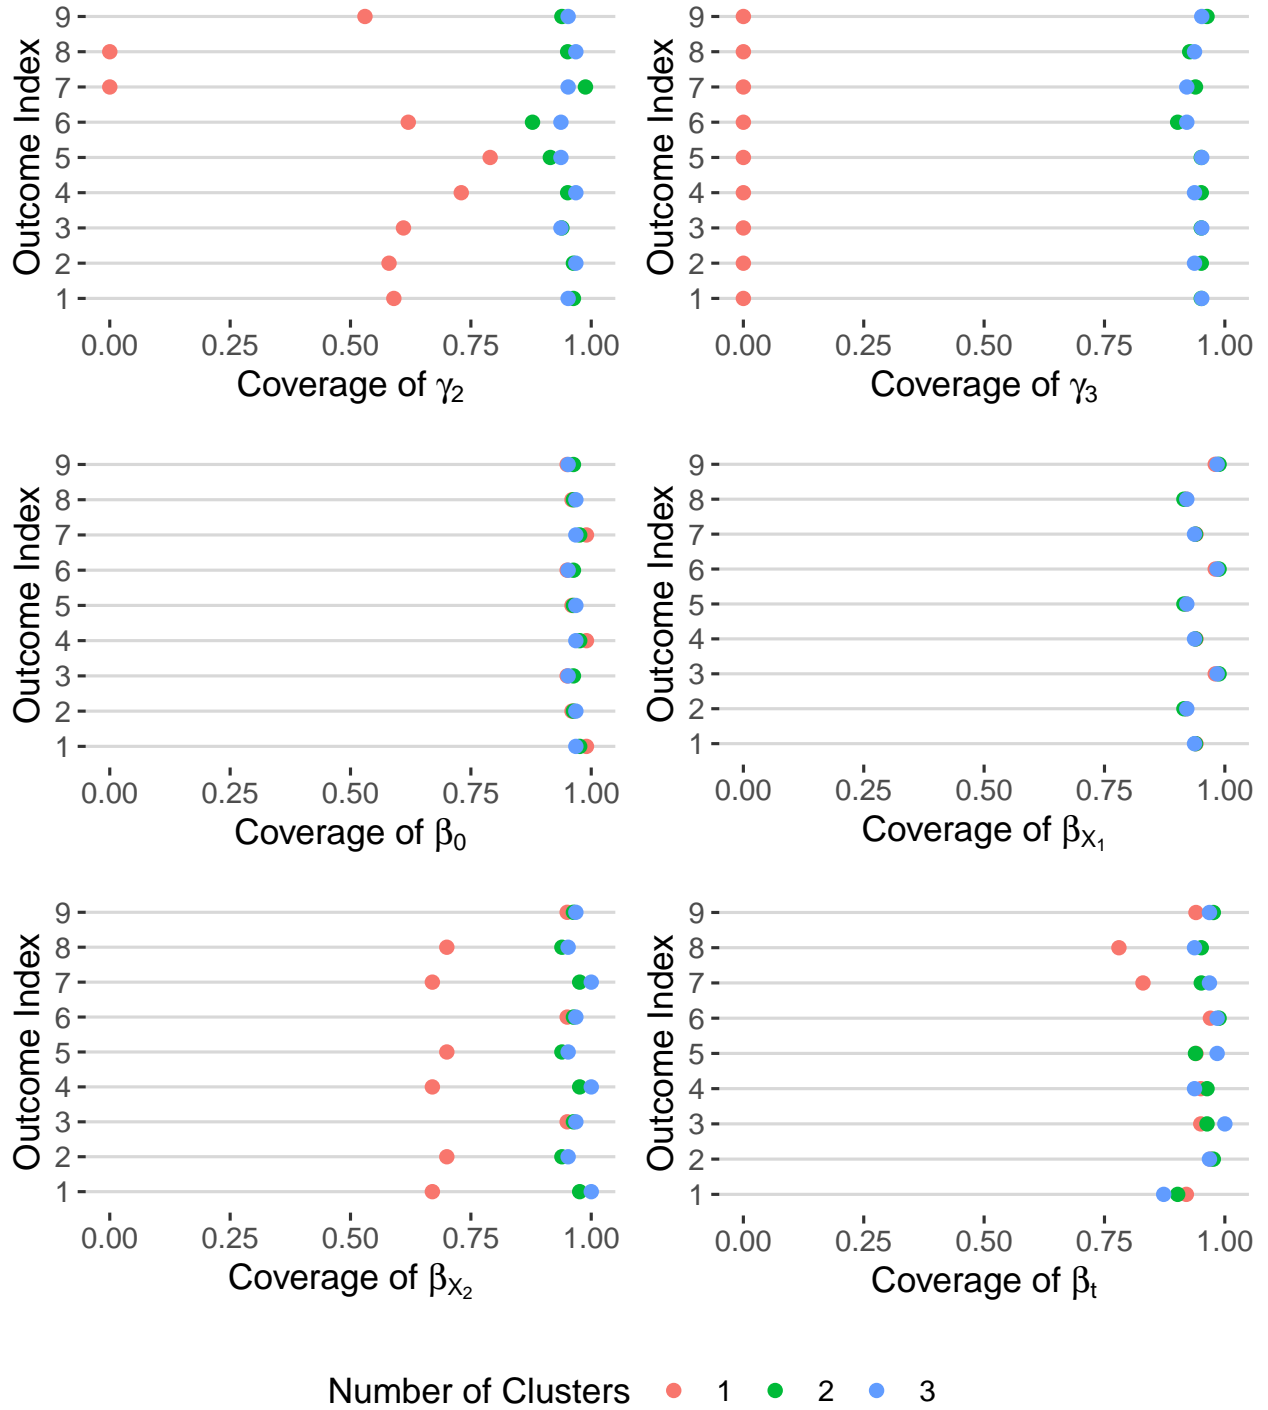 Outcome Index
9
8
7
6
5
4
3
2
1
0.00 0.25 0.50 0.75 1.00
Coverage of γ2
Outcome Index
9
8
7
6
5
4
3
2
1
0.00 0.25 0.50 0.75 1.00
Coverage of γ3
Outcome Index
9
8
7
6
5
4
3
2
1
0.00 0.25 0.50 0.75 1.00
Coverage of β0
Outcome Index
9
8
7
6
5
4
3
2
1
0.00 0.25 0.50 0.75 1.00
Coverage of βX1
Outcome Index
9
8
7
6
5
4
3
2
1
0.00 0.25 0.50 0.75 1.00
Coverage of βX2
Outcome Index
9
8
7
6
5
4
3
2
1
0.00 0.25 0.50 0.75 1.00
Coverage of βt
Number of Clusters 1 2 3